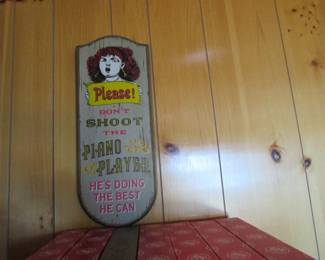 Please!
DON'T
SHOOT
THE
PIANO
PLAYER
HE'S DOING
THE BEST
HE CAN